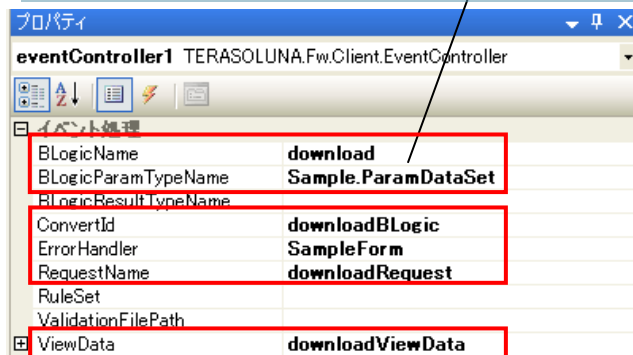 プロパティ
eventController1 TERASOLUNA.Fw.Client.EventController
イベント処理
BLogicName download
BLogicParamTypeName Sample.ParamDataSet
BLogicResultTypeName
ConvertId downloadBLogic
ErrorHandler SampleForm
RequestName downloadRequest
RuleSet
ValidationFilePath
ViewData downloadViewData